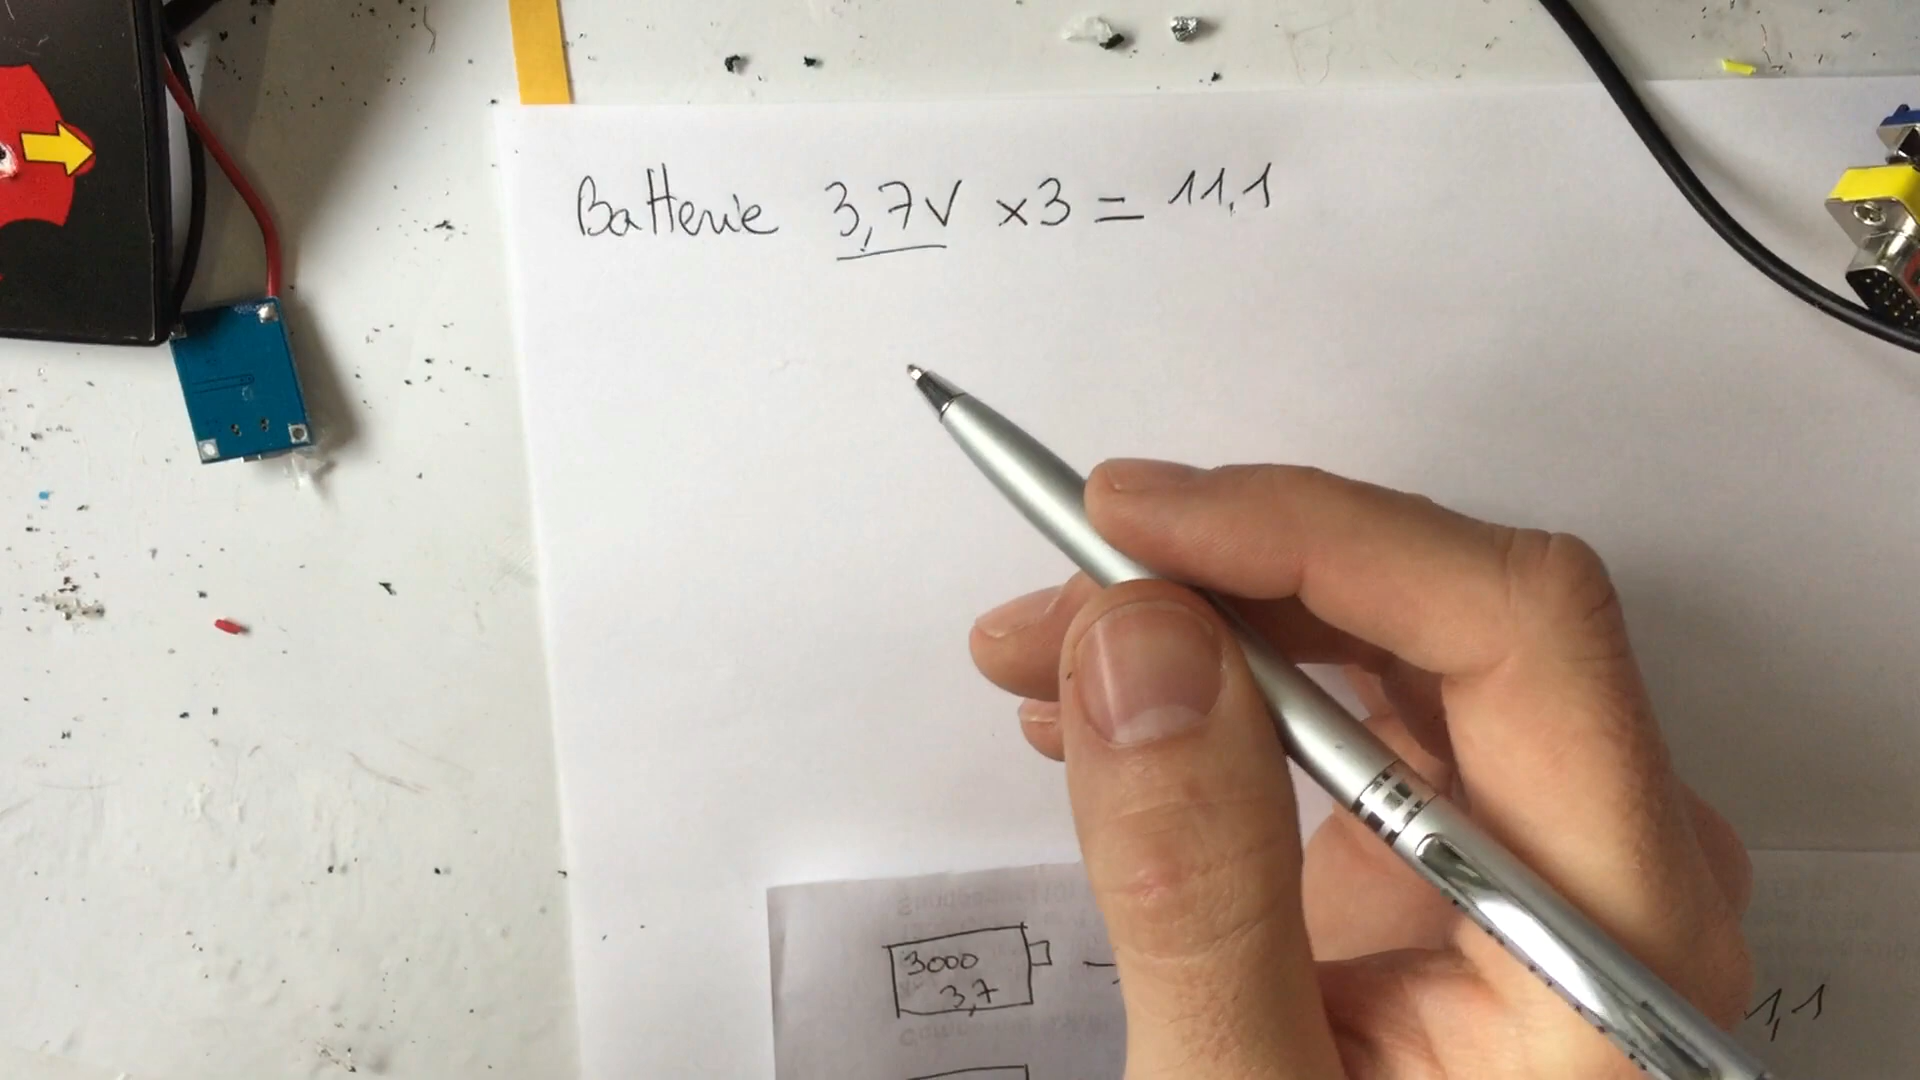 Batterie 3,7V x3 = 11,1
3000
3,7
1,1